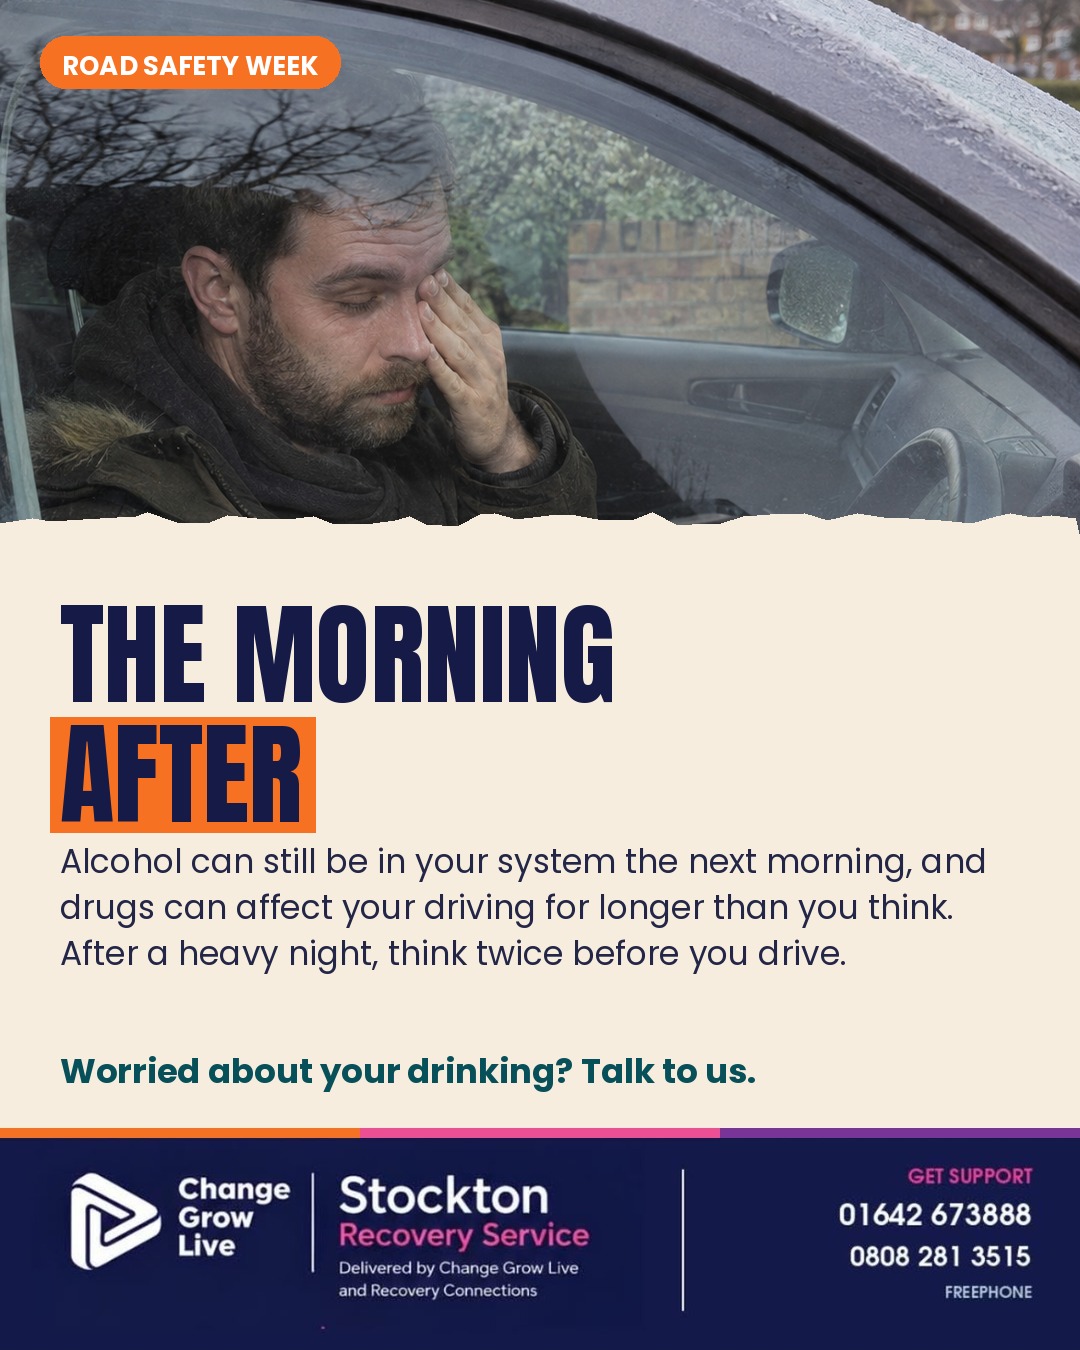 ROAD SAFETY WEEK
THE MORNING
AFTER
Alcohol can still be in your system the next morning, and
drugs can affect your driving for longer than you think.
After a heavy night, think twice before you drive.
Worried about your drinking? Talk to us.
Change
Grow
Live
Stockton
Recovery Service
Delivered by Change Grow Live
and Recovery Connections
GET SUPPORT
01642 673888
0808 281 3515
FREEPHONE